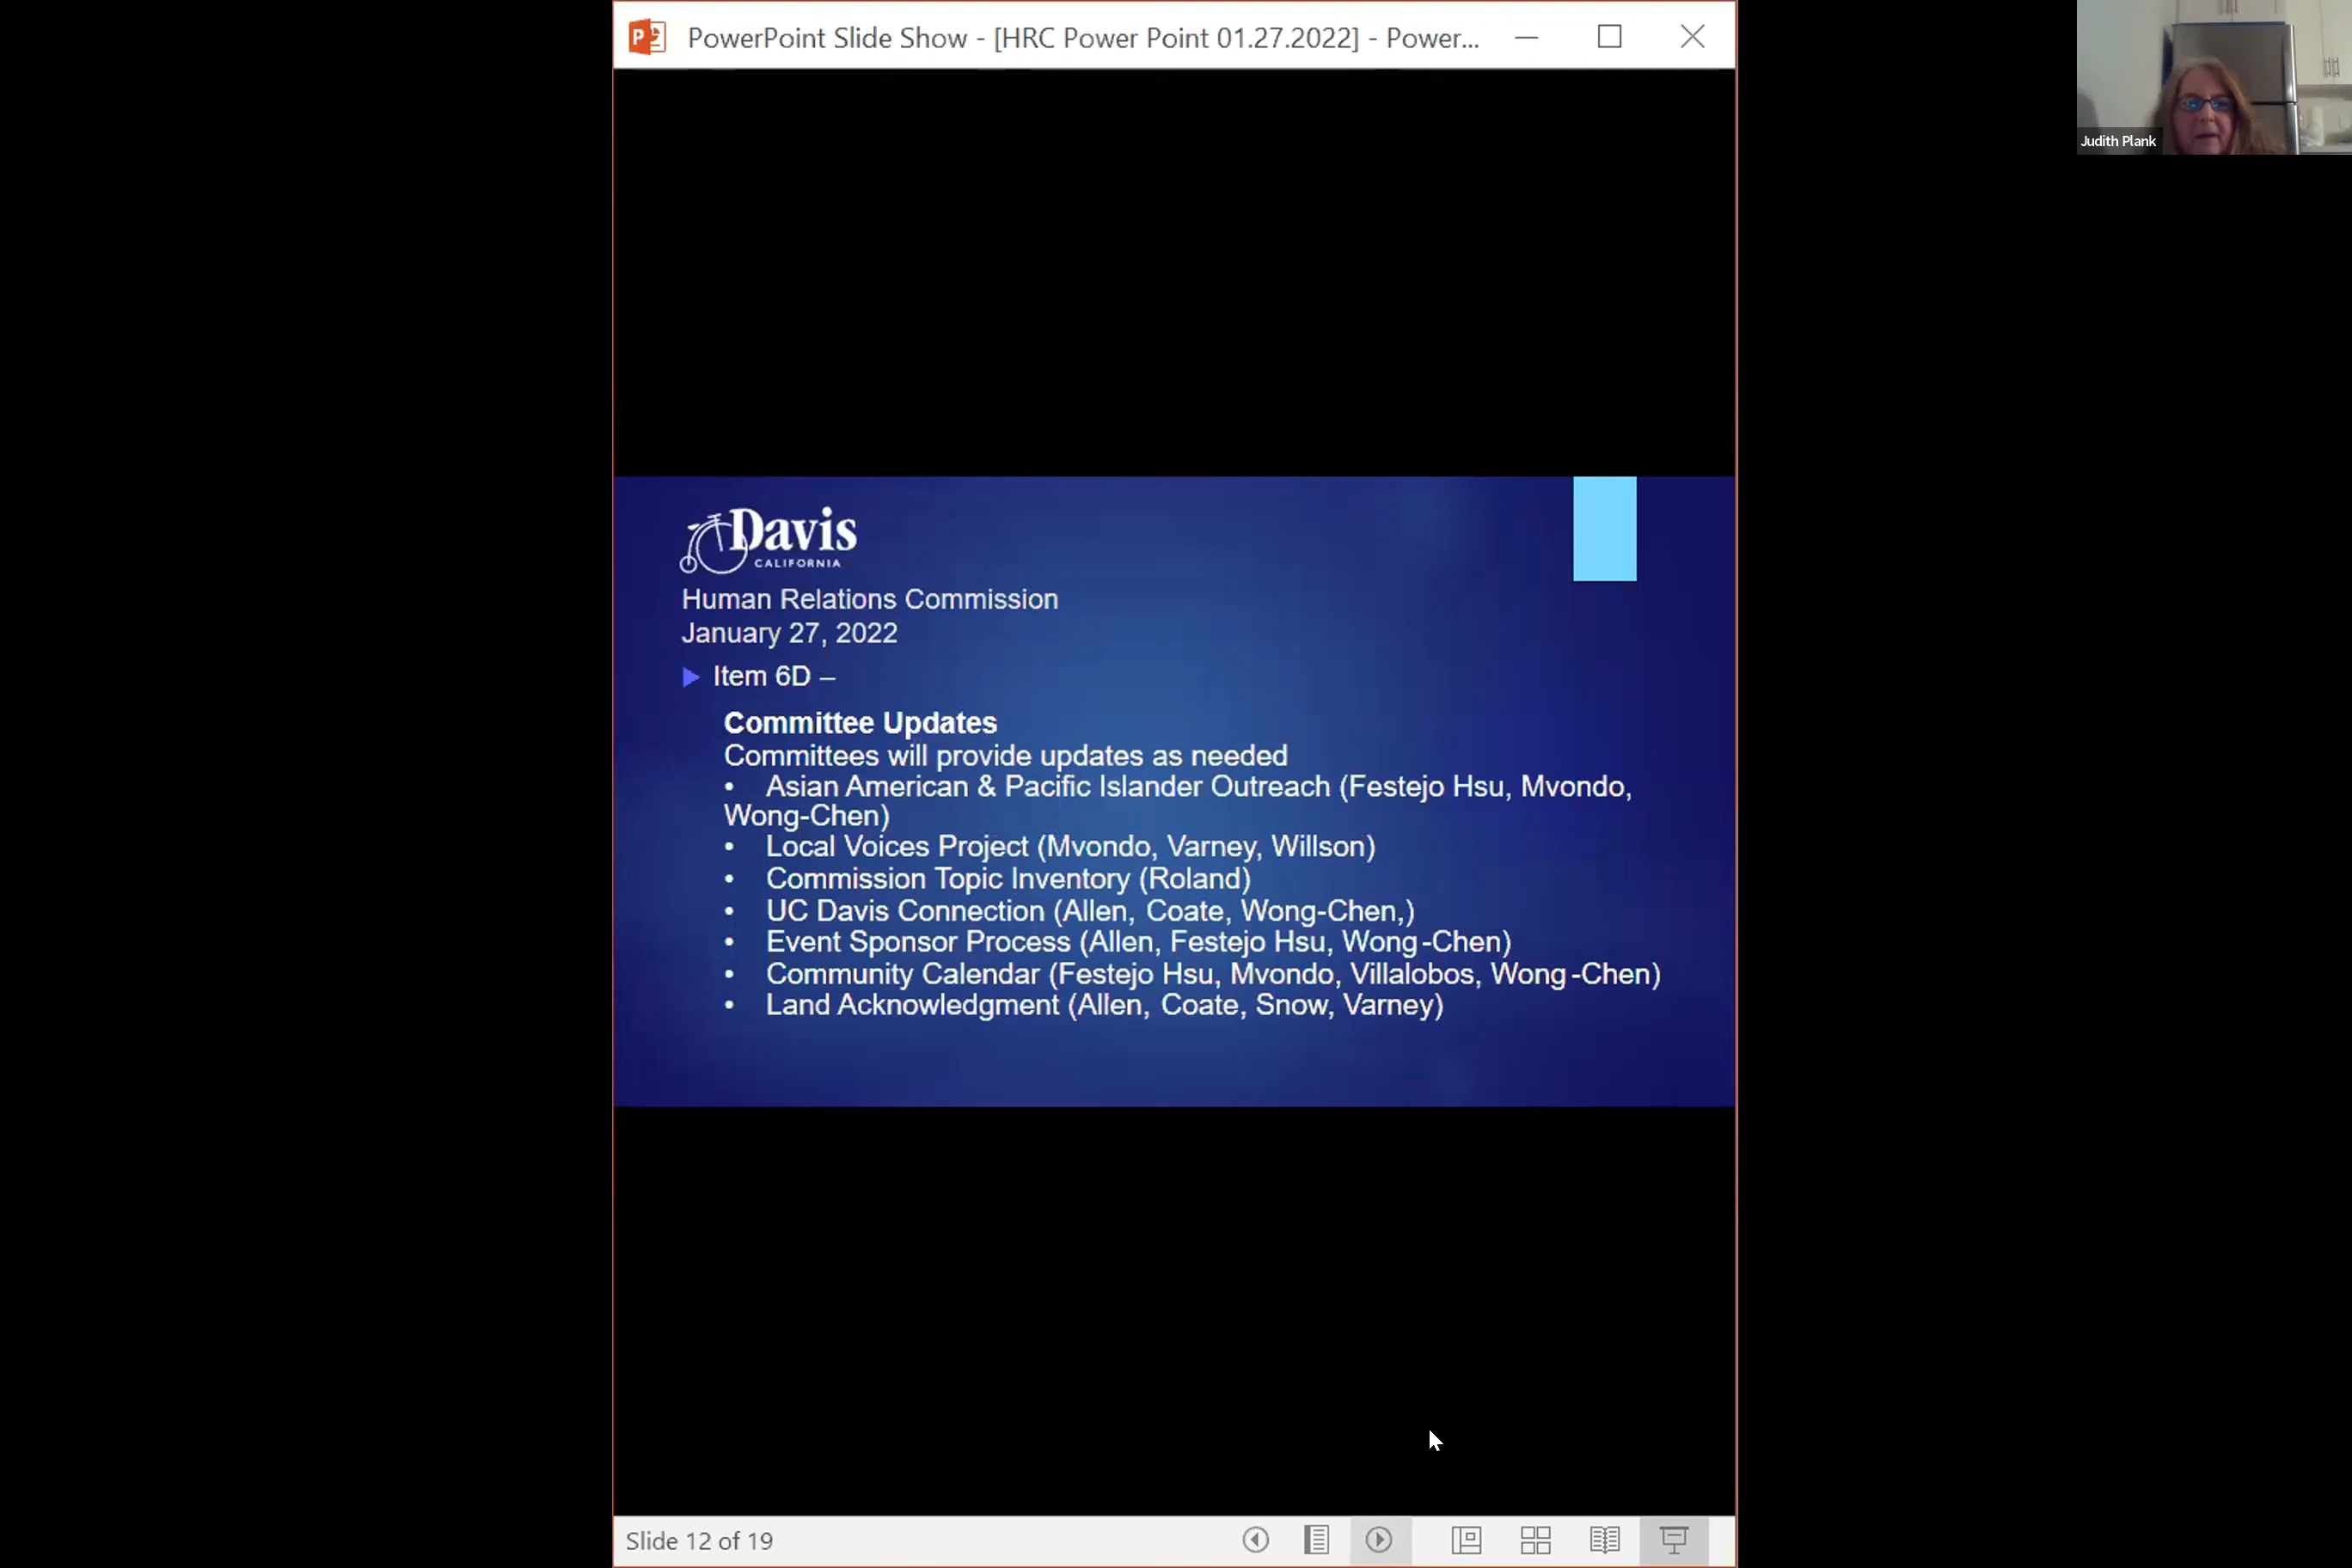 PowerPoint Slide Show - [HRC Power Point 01.27.2022] - Power...
Judith Plank
Davis
CALIFORNIA
Human Relations Commission
January 27, 2022
Item 6D –
Committee Updates
Committees will provide updates as needed
• Asian American & Pacific Islander Outreach (Festejo Hsu, Mvondo,
Wong-Chen)
• Local Voices Project (Mvondo, Varney, Willson)
• Commission Topic Inventory (Roland)
• UC Davis Connection (Allen, Coate, Wong-Chen,)
• Event Sponsor Process (Allen, Festejo Hsu, Wong-Chen)
• Community Calendar (Festejo Hsu, Mvondo, Villalobos, Wong-Chen)
• Land Acknowledgment (Allen, Coate, Snow, Varney)
Slide 12 of 19